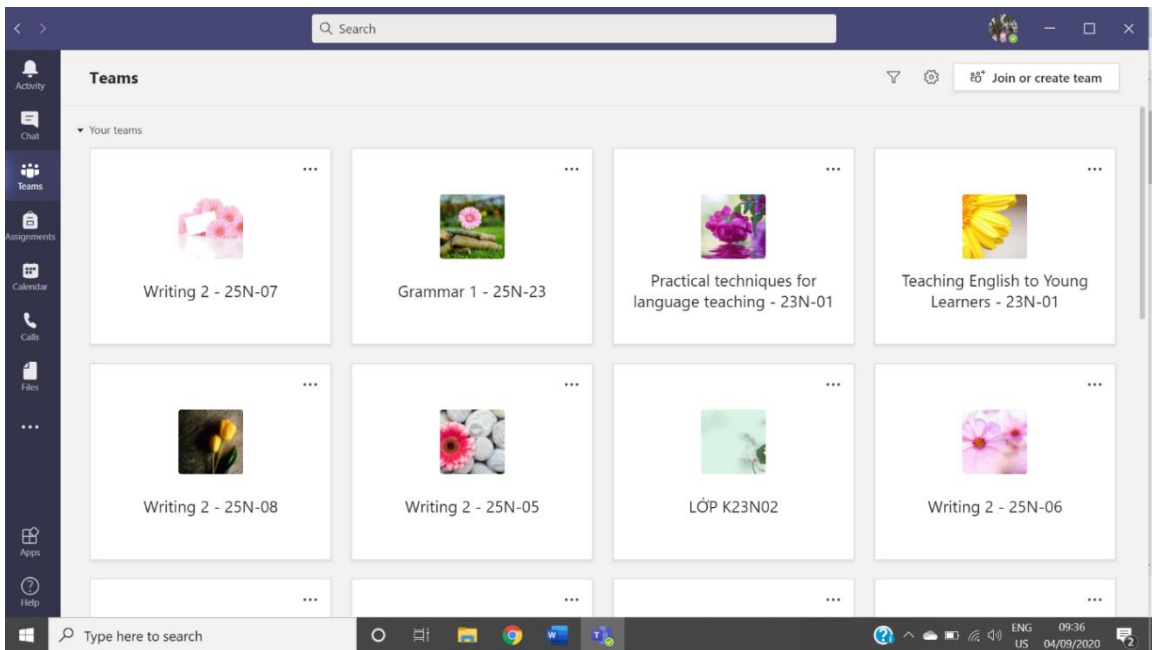 Search
Activity
Chat
Teams
Assignments
Calendar
Calls
Files
Apps
Help
Teams
Join or create team
Your teams
Writing 2 - 25N-07
Grammar 1 - 25N-23
Practical techniques for
language teaching - 23N-01
Teaching English to Young
Learners - 23N-01
Writing 2 - 25N-08
Writing 2 - 25N-05
LỚP K23N02
Writing 2 - 25N-06
Type here to search
ENG
US
09:36
04/09/2020
2